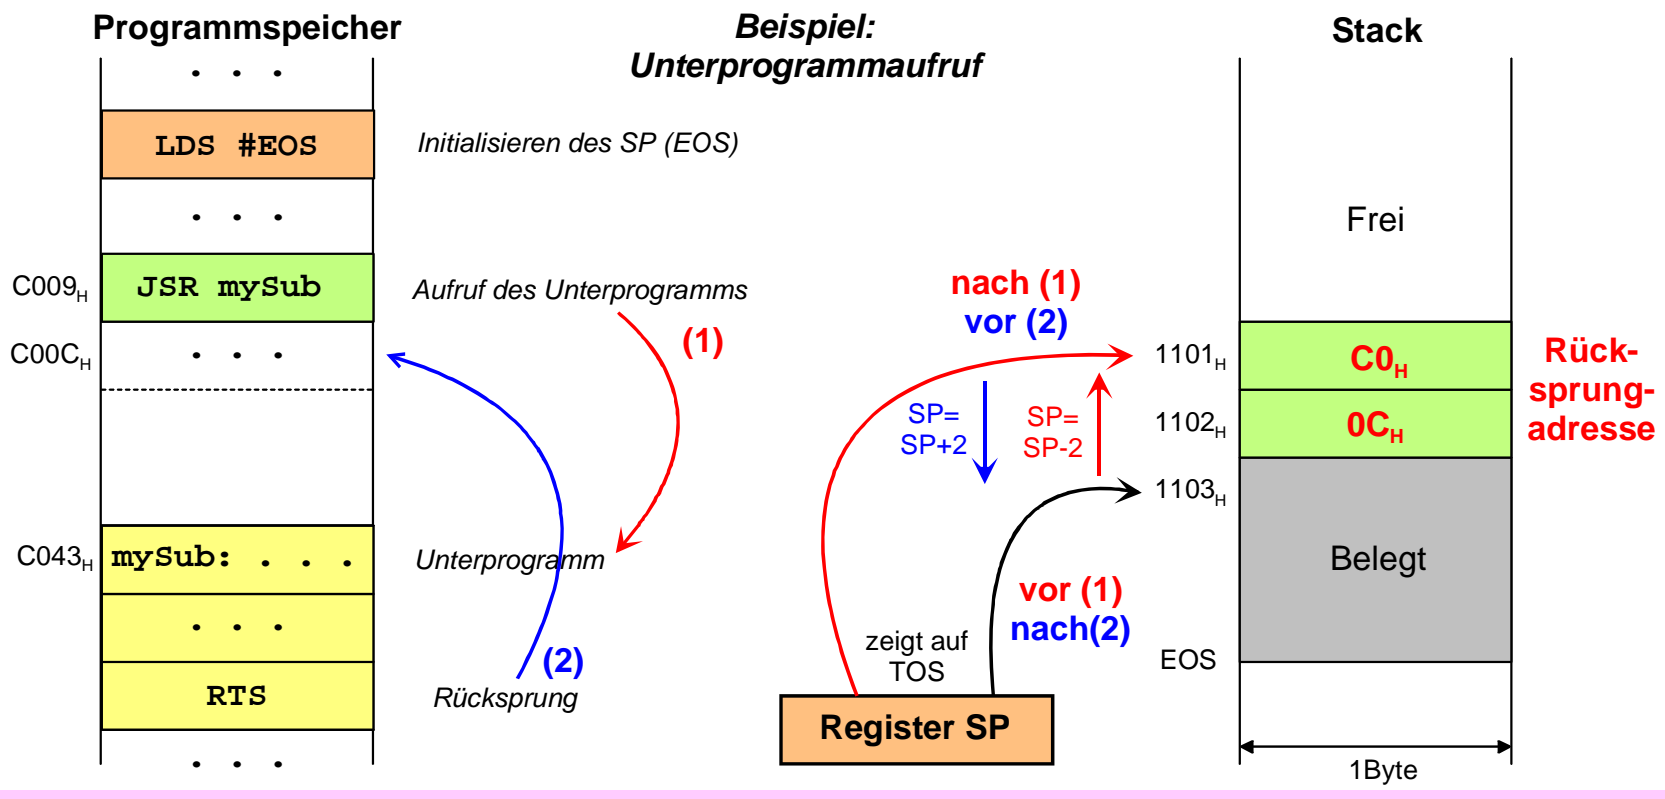 Programmspeicher
Beispiel:
Unterprogrammaufruf
Stack
. . .
LDS #EOS
Initialisieren des SP (EOS)
. . .
Frei
C009H
JSR mySub
Aufruf des Unterprogramms
(1)
nach (1)
vor (2)
C00CH
. . .
1101H
C0H
1102H
0CH
Rück-
sprung-
adresse
SP=
SP+2
SP=
SP-2
1103H
C043H
mySub: . . .
Unterprogramm
Belegt
vor (1)
nach(2)
. . .
zeigt auf
TOS
EOS
RTS
(2)
Rücksprung
Register SP
. . .
1Byte